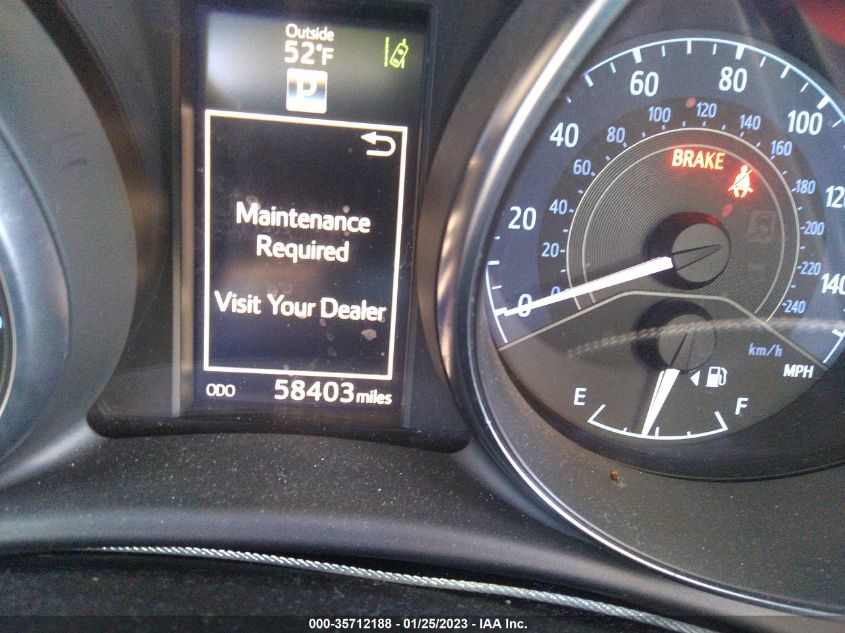 Outside
52°F
P
Maintenance
Required
Visit Your Dealer
ODO 58403 miles
0 20 40 60 80 100 120 140
0 20 40 60 80 100 120 140 160 180 200 220 240
BRAKE
km/h
MPH
E F
000-35712188 - 01/25/2023 - IAA Inc.